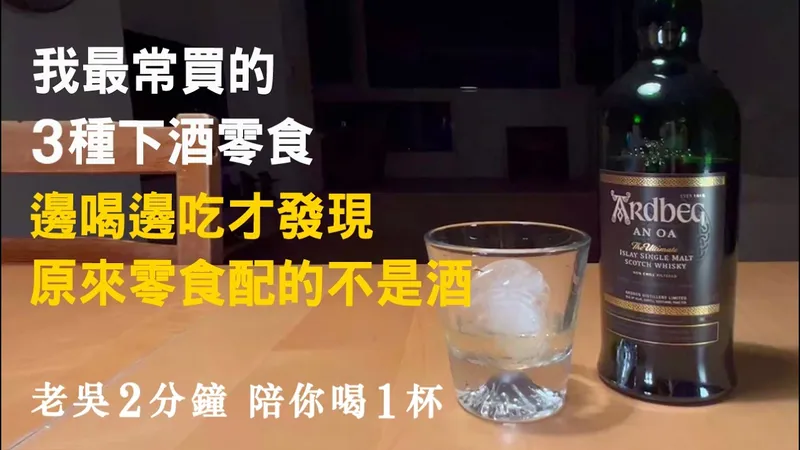 我最常買的
3種下酒零食
邊喝邊吃才發現
原來零食配的不是酒
老吳2分鐘 陪你喝1杯
ARDBEG
AN OA
The Ultimate
ISLAY SINGLE MALT
SCOTCH WHISKY